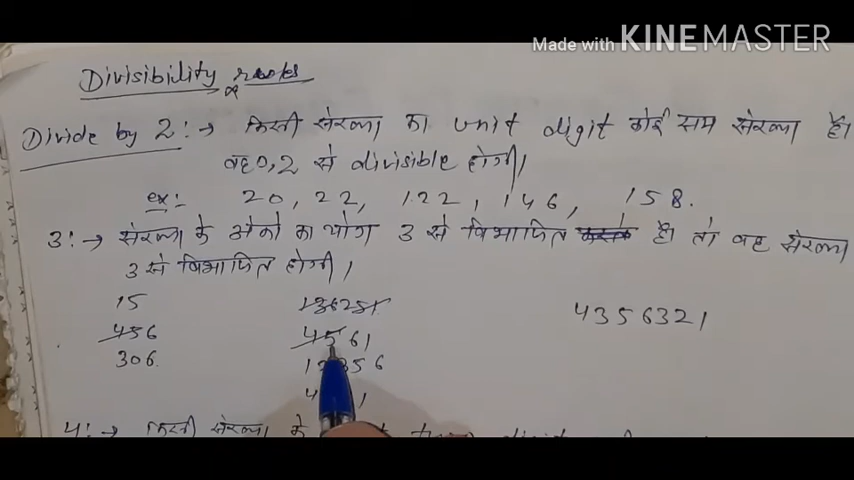 Made with KINEMASTER
Divisibility of
Divide by 2:→ किसी संख्या का unit digit कोई सम संख्या है।
वह 0, 2 से divisible होगी।
ex:- 20, 22, 122, 146, 158.
3:→ संख्या के अंको का योग 3 से विभाजित है। तो वह संख्या
3 से विभाजित होगी।
15 4356321
456 4561
306.
4:→ किसी संख्या के